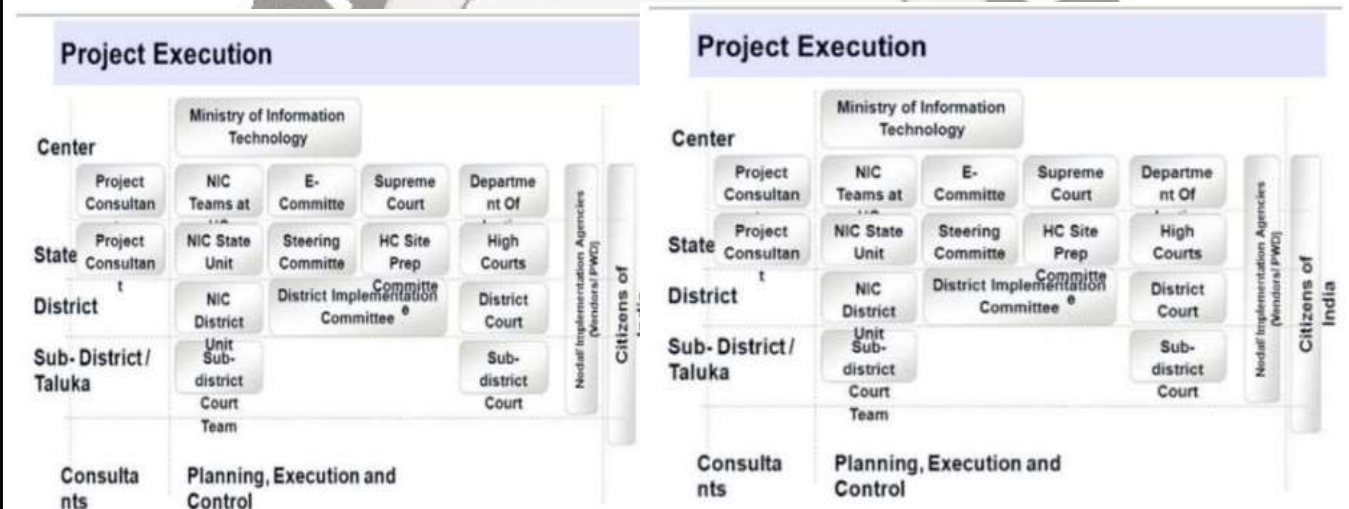 Project Execution
Ministry of Information
Technology
Center
Project
Consultan
NIC
Teams at
E-
Committe
Supreme
Court
Departme
nt Of
State
Project
Consultan
t
NIC State
Unit
Steering
Committe
HC Site
Prep
Committe
High
Courts
District
NIC
District
Unit
District Implementation
Committee e
District
Court
Sub-District/
Taluka
Sub-
district
Court
Team
Sub-
district
Court
Nodal/ Implementation Agencies
(Vendors/ PWD)
Citizens of
Consulta
nts
Planning, Execution and
Control
Project Execution
Ministry of Information
Technology
Center
Project
Consultan
NIC
Teams at
E-
Committe
Supreme
Court
Departme
nt Of
State
Project
Consultan
t
NIC State
Unit
Steering
Committe
HC Site
Prep
Committe
High
Courts
District
NIC
District
Unit
District Implementation
Committee e
District
Court
Sub-District/
Taluka
Sub-
district
Court
Team
Sub-
district
Court
Nodal/ Implementation Agencies
(Vendors/ PWD)
Citizens of
India
Consulta
nts
Planning, Execution and
Control